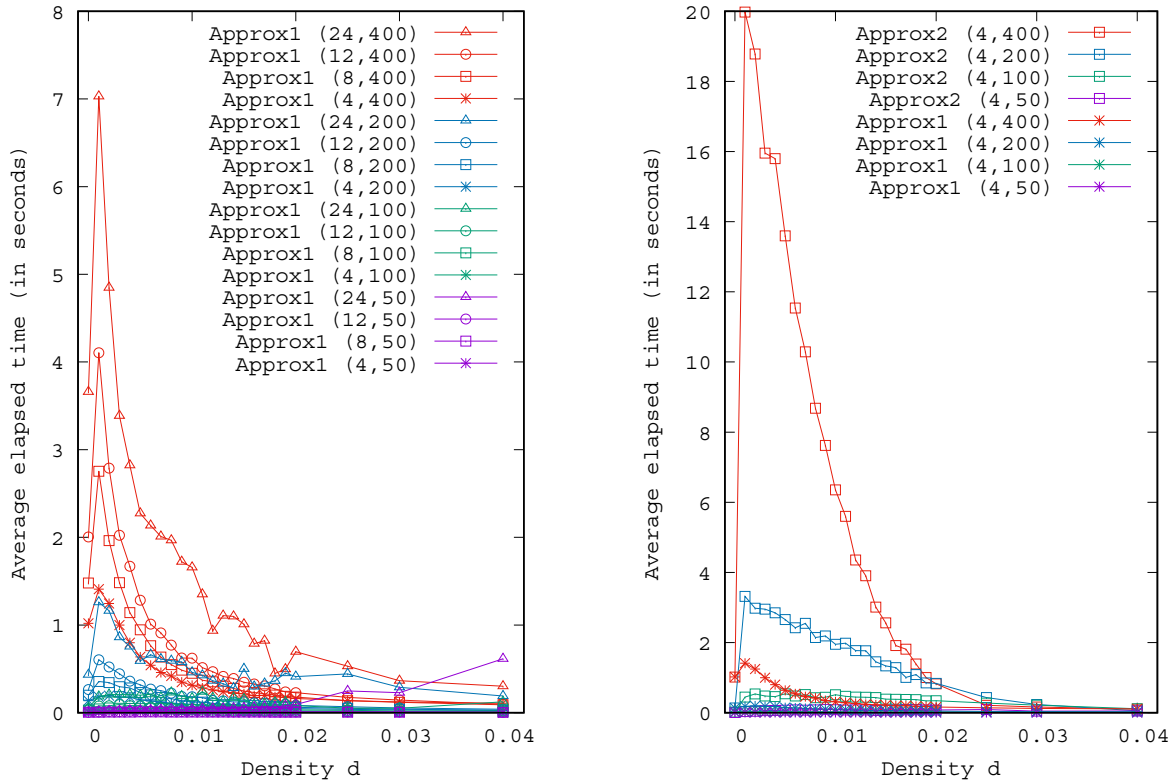 8
7
6
5
4
3
2
1
0
Average elapsed time (in seconds)
Approx1 (24,400)
Approx1 (12,400)
Approx1 (8,400)
Approx1 (4,400)
Approx1 (24,200)
Approx1 (12,200)
Approx1 (8,200)
Approx1 (4,200)
Approx1 (24,100)
Approx1 (12,100)
Approx1 (8,100)
Approx1 (4,100)
Approx1 (24,50)
Approx1 (12,50)
Approx1 (8,50)
Approx1 (4,50)
0 0.01 0.02 0.03 0.04
Density d
20
18
16
14
12
10
8
6
4
2
0
Average elapsed time (in seconds)
Approx2 (4,400)
Approx2 (4,200)
Approx2 (4,100)
Approx2 (4,50)
Approx1 (4,400)
Approx1 (4,200)
Approx1 (4,100)
Approx1 (4,50)
0 0.01 0.02 0.03 0.04
Density d